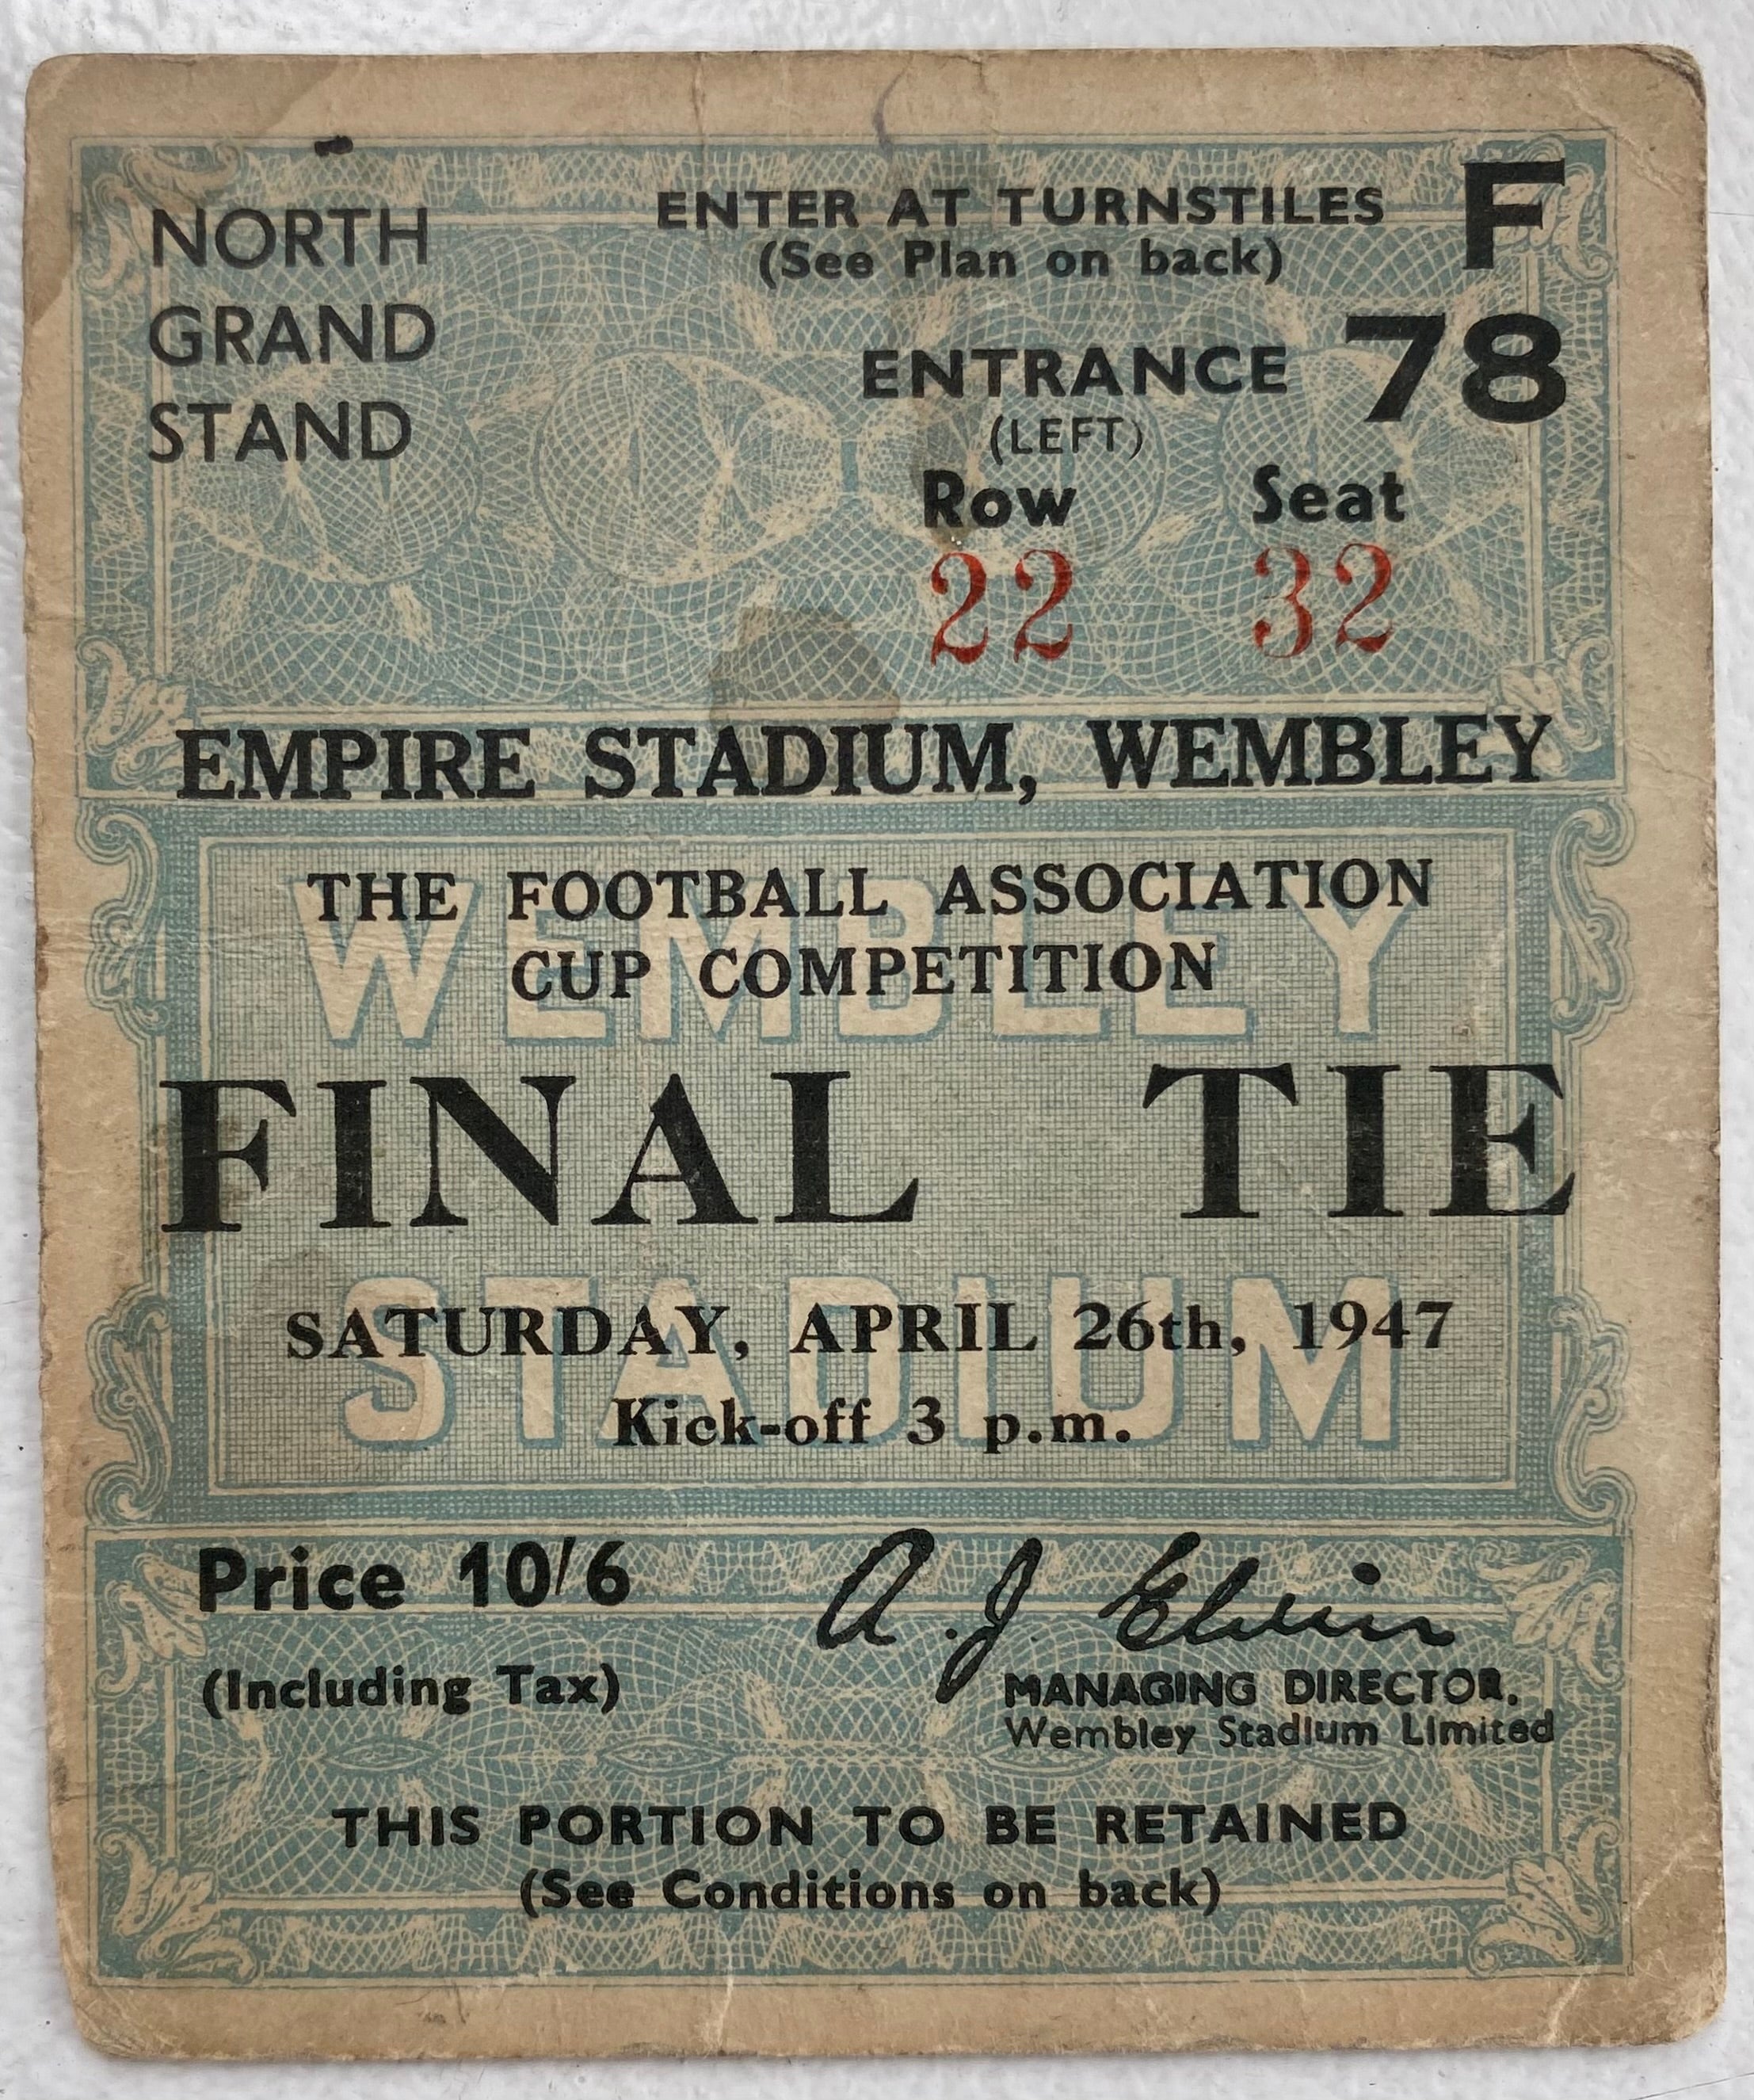 NORTH
GRAND
STAND
ENTER AT TURNSTILES F
(See Plan on back)
ENTRANCE 78
(LEFT)
Row Seat
22 32
EMPIRE STADIUM, WEMBLEY
WEMBLEY
THE FOOTBALL ASSOCIATION
CUP COMPETITION
FINAL TIE
STADIUM
SATURDAY, APRIL 26th, 1947
Kick-off 3 p.m.
Price 10/6
(Including Tax)
A. J. Elvin
MANAGING DIRECTOR,
Wembley Stadium Limited
THIS PORTION TO BE RETAINED
(See Conditions on back)